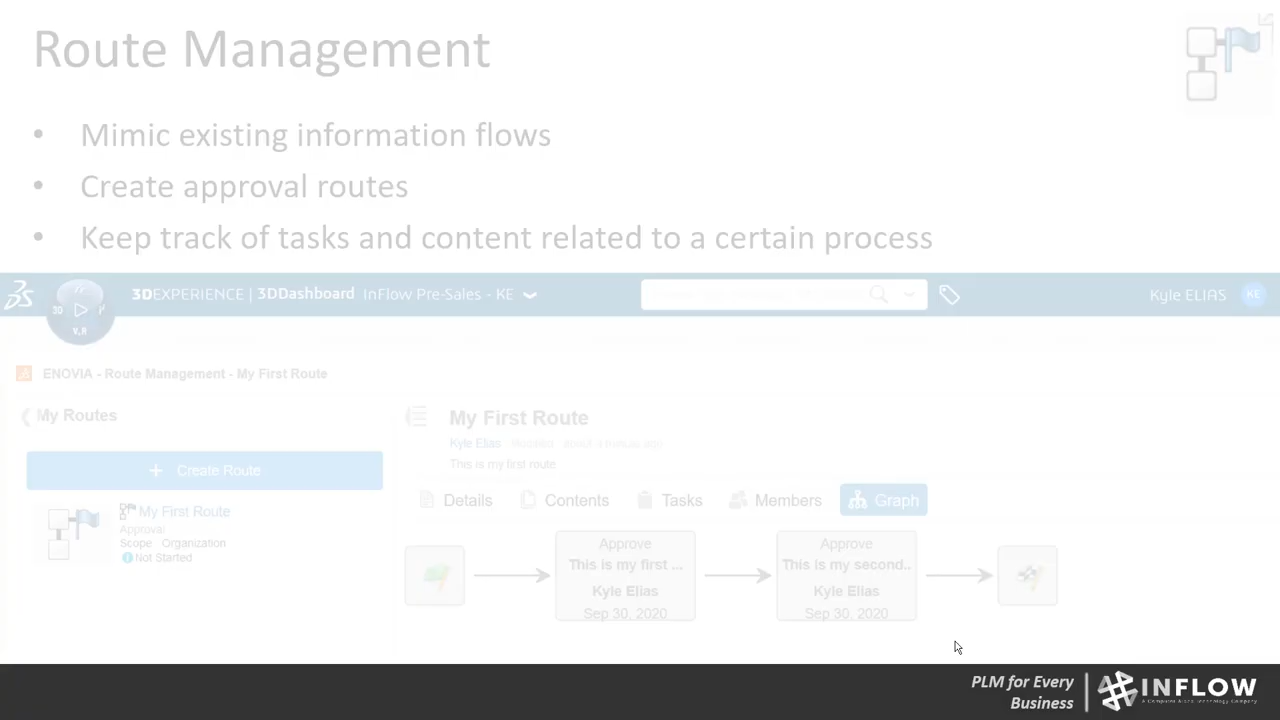 Route Management
• Mimic existing information flows
• Create approval routes
• Keep track of tasks and content related to a certain process
3DEXPERIENCE | 3DDashboard InFlow Pre-Sales - KE
Kyle ELIAS KE
3D
V.R
ENOVIA - Route Management - My First Route
My Routes
+ Create Route
My First Route
Approval
Scope : Organization
Not Started
My First Route
Kyle Elias
This is my first route
Details Contents Tasks Members Graph
Approve
This is my first ...
Kyle Elias
Sep 30, 2020
Approve
This is my second..
Kyle Elias
Sep 30, 2020
PLM for Every
Business
INFLOW